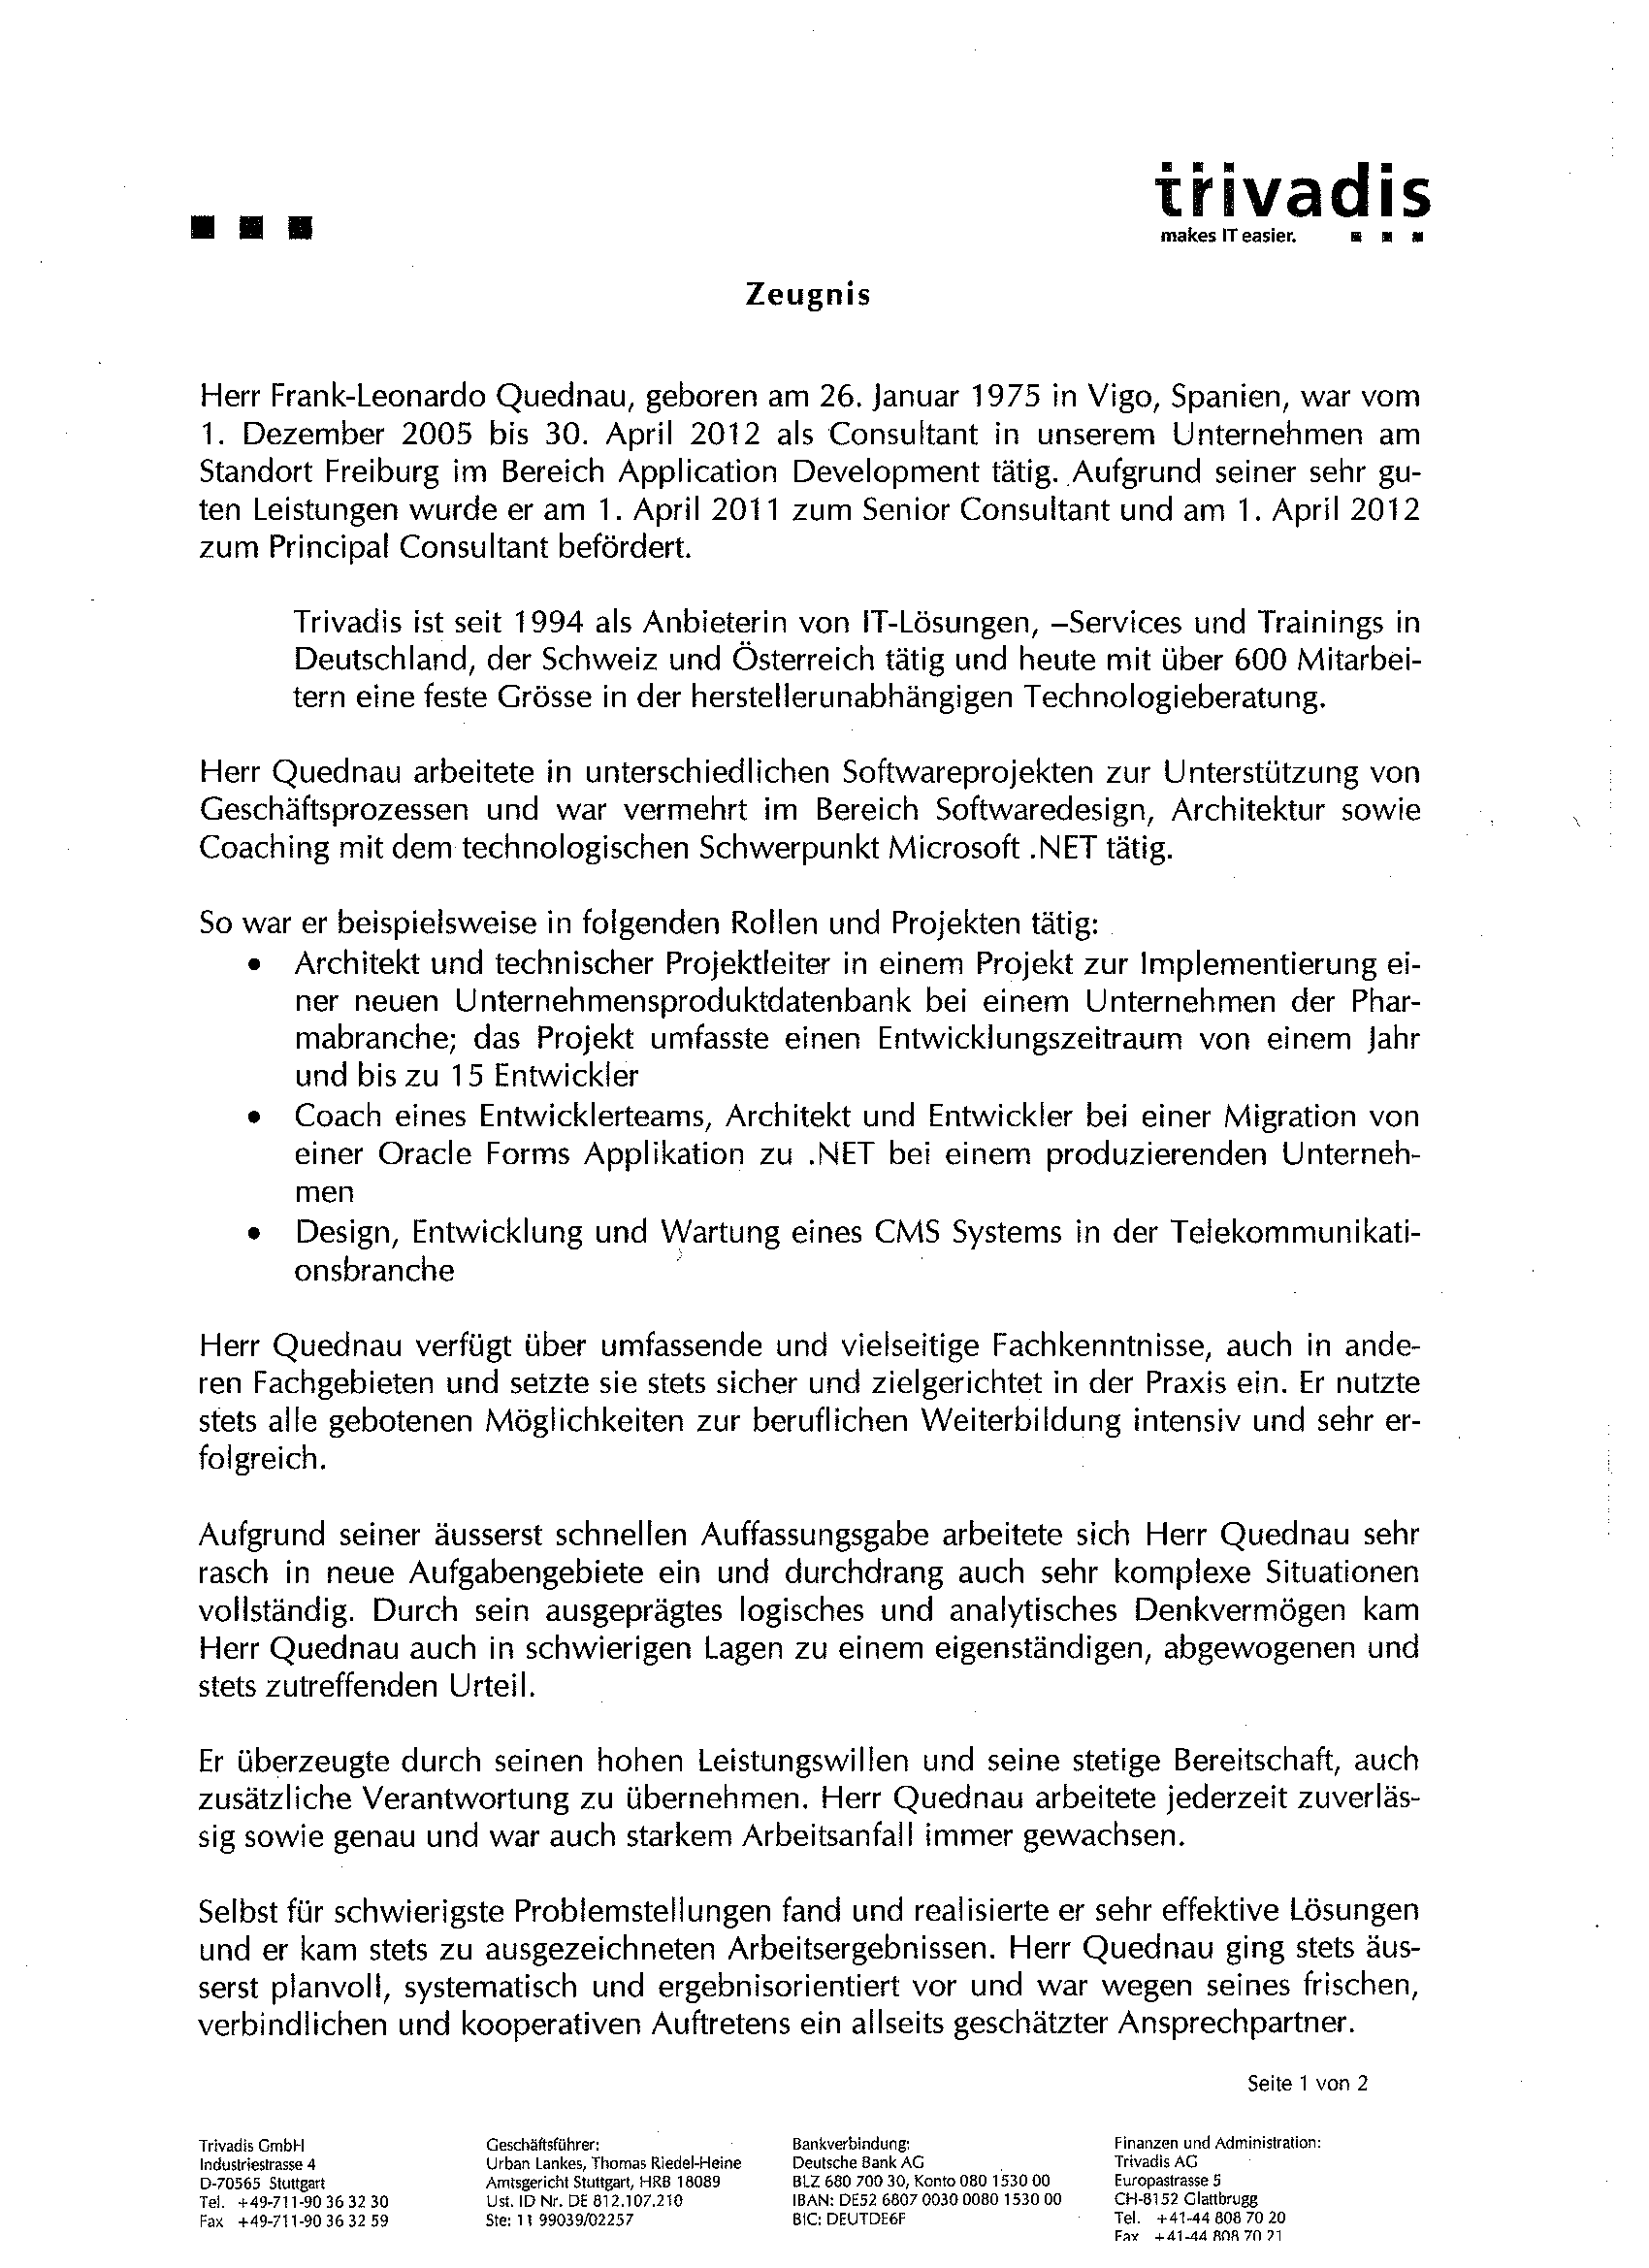 trivadis
makes IT easier.
Zeugnis
Herr Frank-Leonardo Quednau, geboren am 26. Januar 1975 in Vigo, Spanien, war vom
1. Dezember 2005 bis 30. April 2012 als Consultant in unserem Unternehmen am
Standort Freiburg im Bereich Application Development tätig. Aufgrund seiner sehr gu-
ten Leistungen wurde er am 1. April 2011 zum Senior Consultant und am 1. April 2012
zum Principal Consultant befördert.
Trivadis ist seit 1994 als Anbieterin von IT-Lösungen, –Services und Trainings in
Deutschland, der Schweiz und Österreich tätig und heute mit über 600 Mitarbei-
tern eine feste Grösse in der herstellerunabhängigen Technologieberatung.
Herr Quednau arbeitete in unterschiedlichen Softwareprojekten zur Unterstützung von
Geschäftsprozessen und war vermehrt im Bereich Softwaredesign, Architektur sowie
Coaching mit dem technologischen Schwerpunkt Microsoft .NET tätig.
So war er beispielsweise in folgenden Rollen und Projekten tätig:
• Architekt und technischer Projektleiter in einem Projekt zur Implementierung ei-
ner neuen Unternehmensproduktdatenbank bei einem Unternehmen der Phar-
mabranche; das Projekt umfasste einen Entwicklungszeitraum von einem Jahr
und bis zu 15 Entwickler
• Coach eines Entwicklerteams, Architekt und Entwickler bei einer Migration von
einer Oracle Forms Applikation zu .NET bei einem produzierenden Unterneh-
men
• Design, Entwicklung und Wartung eines CMS Systems in der Telekommunikati-
onsbranche
Herr Quednau verfügt über umfassende und vielseitige Fachkenntnisse, auch in ande-
ren Fachgebieten und setzte sie stets sicher und zielgerichtet in der Praxis ein. Er nutzte
stets alle gebotenen Möglichkeiten zur beruflichen Weiterbildung intensiv und sehr er-
folgreich.
Aufgrund seiner äusserst schnellen Auffassungsgabe arbeitete sich Herr Quednau sehr
rasch in neue Aufgabengebiete ein und durchdrang auch sehr komplexe Situationen
vollständig. Durch sein ausgeprägtes logisches und analytisches Denkvermögen kam
Herr Quednau auch in schwierigen Lagen zu einem eigenständigen, abgewogenen und
stets zutreffenden Urteil.
Er überzeugte durch seinen hohen Leistungswillen und seine stetige Bereitschaft, auch
zusätzliche Verantwortung zu übernehmen. Herr Quednau arbeitete jederzeit zuverläs-
sig sowie genau und war auch starkem Arbeitsanfall immer gewachsen.
Selbst für schwierigste Problemstellungen fand und realisierte er sehr effektive Lösungen
und er kam stets zu ausgezeichneten Arbeitsergebnissen. Herr Quednau ging stets äus-
serst planvoll, systematisch und ergebnisorientiert vor und war wegen seines frischen,
verbindlichen und kooperativen Auftretens ein allseits geschätzter Ansprechpartner.
Seite 1 von 2
Trivadis GmbH
Industriestrasse 4
D-70565 Stuttgart
Tel. +49-711-90 36 32 30
Fax +49-711-90 36 32 59
Geschäftsführer:
Urban Lankes, Thomas Riedel-Heine
Amtsgericht Stuttgart, HRB 18089
Ust. ID Nr. DE 812.107.210
Ste: 11 99039/02257
Bankverbindung:
Deutsche Bank AG
BLZ 680 700 30, Konto 080 1530 00
IBAN: DE52 6807 0030 0080 1530 00
BIC: DEUTDE6F
Finanzen und Administration:
Trivadis AG
Europastrasse 5
CH-8152 Glattbrugg
Tel. +41-44 808 70 20
Fax +41-44 808 70 21